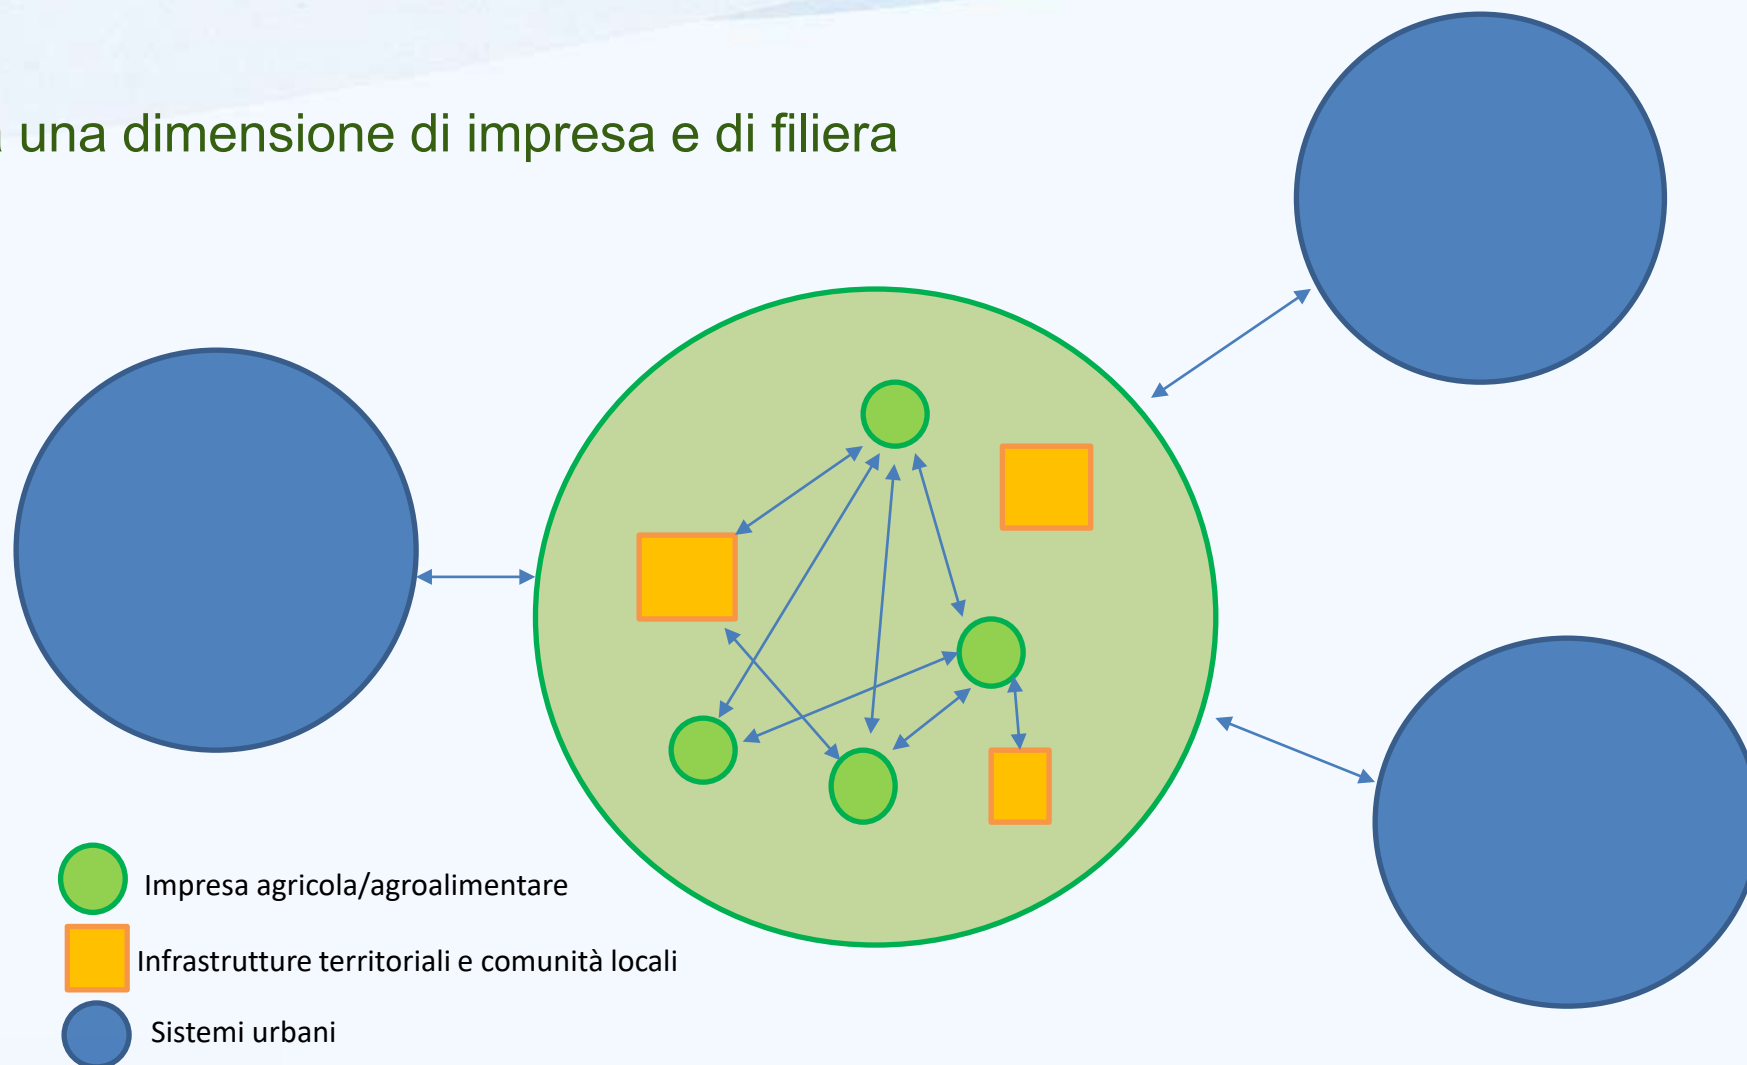 una dimensione di impresa e di filiera
Impresa agricola/agroalimentare
Infrastrutture territoriali e comunità locali
Sistemi urbani